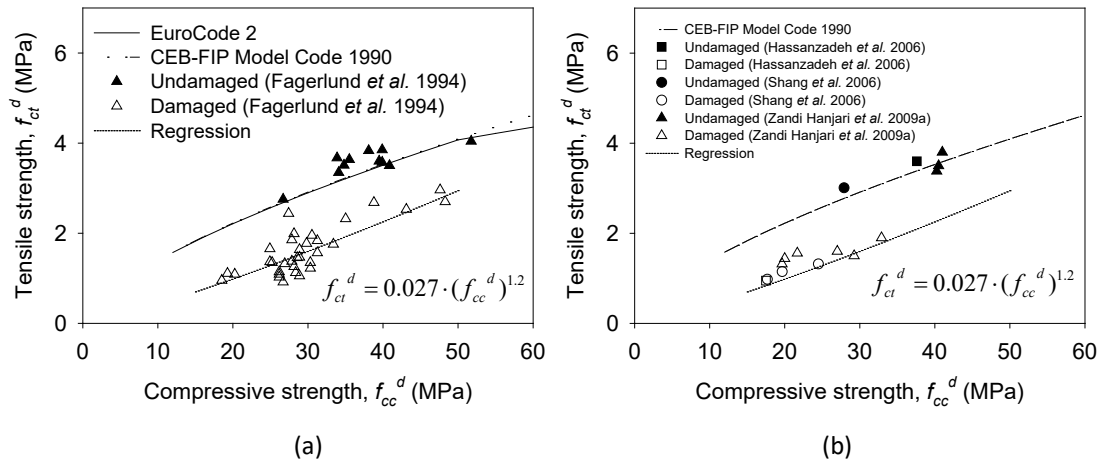 Tensile strength, f_ct^d (MPa)
6
4
2
0
EuroCode 2
CEB-FIP Model Code 1990
Undamaged (Fagerlund et al. 1994)
Damaged (Fagerlund et al. 1994)
Regression
f_ct^d = 0.027 · (f_cc^d)^1.2
0 10 20 30 40 50 60
Compressive strength, f_cc^d (MPa)
(a)
Tensile strength, f_ct^d (MPa)
6
4
2
0
CEB-FIP Model Code 1990
Undamaged (Hassanzadeh et al. 2006)
Damaged (Hassanzadeh et al. 2006)
Undamaged (Shang et al. 2006)
Damaged (Shang et al. 2006)
Undamaged (Zandi Hanjari et al. 2009a)
Damaged (Zandi Hanjari et al. 2009a)
Regression
f_ct^d = 0.027 · (f_cc^d)^1.2
0 10 20 30 40 50 60
Compressive strength, f_cc^d (MPa)
(b)